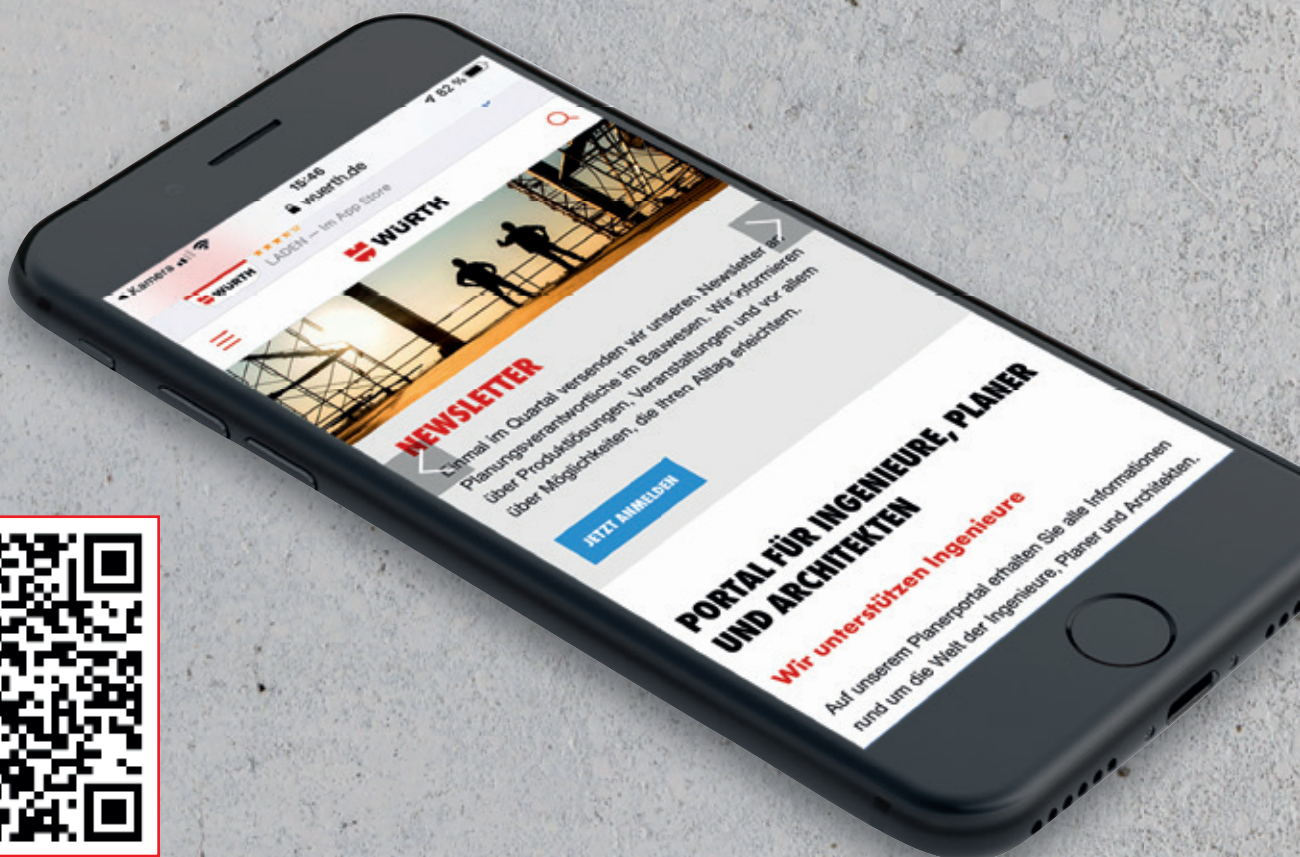 Kamera
15:46
82 %
wuerth.de
WÜRTH
LADEN — Im App Store
WÜRTH
NEWSLETTER
Einmal im Quartal versenden wir unseren Newsletter an
Planungsverantwortliche im Bauwesen. Wir informieren
über Produktlösungen, Veranstaltungen und vor allem
über Möglichkeiten, die Ihren Alltag erleichtern.
JETZT ANMELDEN
PORTAL FÜR INGENIEURE, PLANER
UND ARCHITEKTEN
Wir unterstützen Ingenieure
Auf unserem Planerportal erhalten Sie alle Informationen
rund um die Welt der Ingenieure, Planer und Architekten.